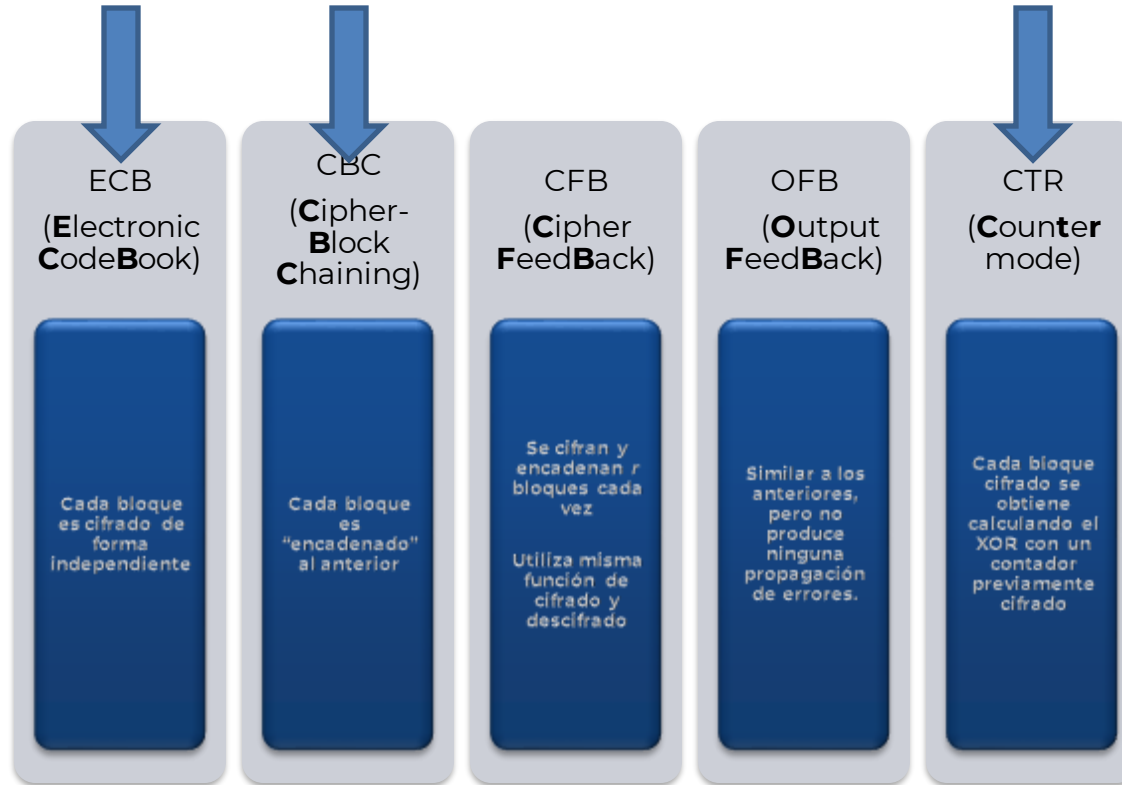 ECB
(Electronic
CodeBook)
Cada bloque
es cifrado de
forma
independiente
CBC
(Cipher-
Block
Chaining)
Cada bloque
es
“encadenado”
al anterior
CFB
(Cipher
FeedBack)
Se cifran y
encadenan r
bloques cada
vez
Utiliza misma
función de
cifrado y
descifrado
OFB
(Output
FeedBack)
Similar a los
anteriores,
pero no
produce
ninguna
propagación
de errores.
CTR
(Counter
mode)
Cada bloque
cifrado se
obtiene
calculando el
XOR con un
contador
previamente
cifrado